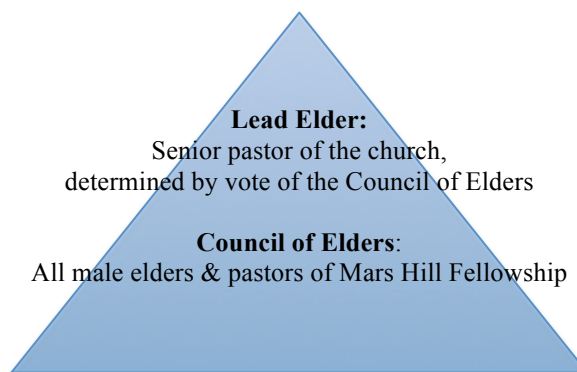 Lead Elder:
Senior pastor of the church,
determined by vote of the Council of Elders
Council of Elders:
All male elders & pastors of Mars Hill Fellowship